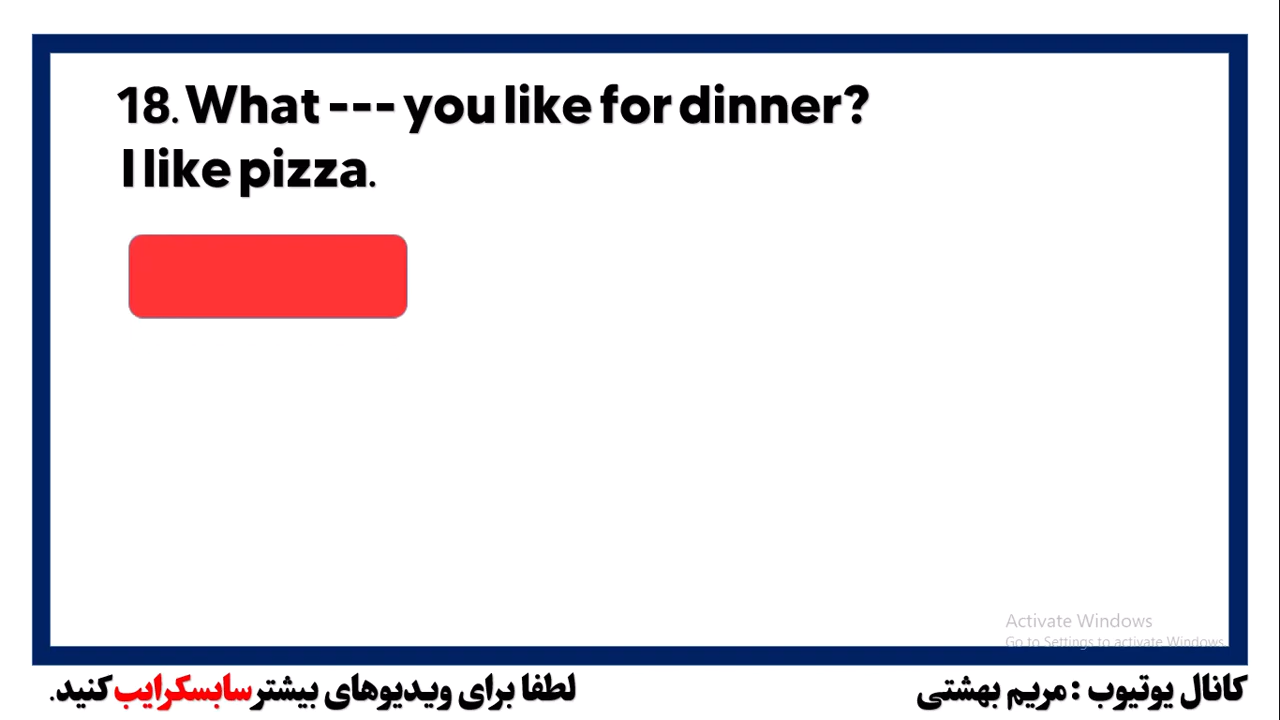 18. What --- you like for dinner?
I like pizza.
Activate Windows
Go to Settings to activate Windows.
کانال یوتیوب : مریم بهشتی
لطفا برای ویدیوهای بیشتر سابسکرایب کنید.